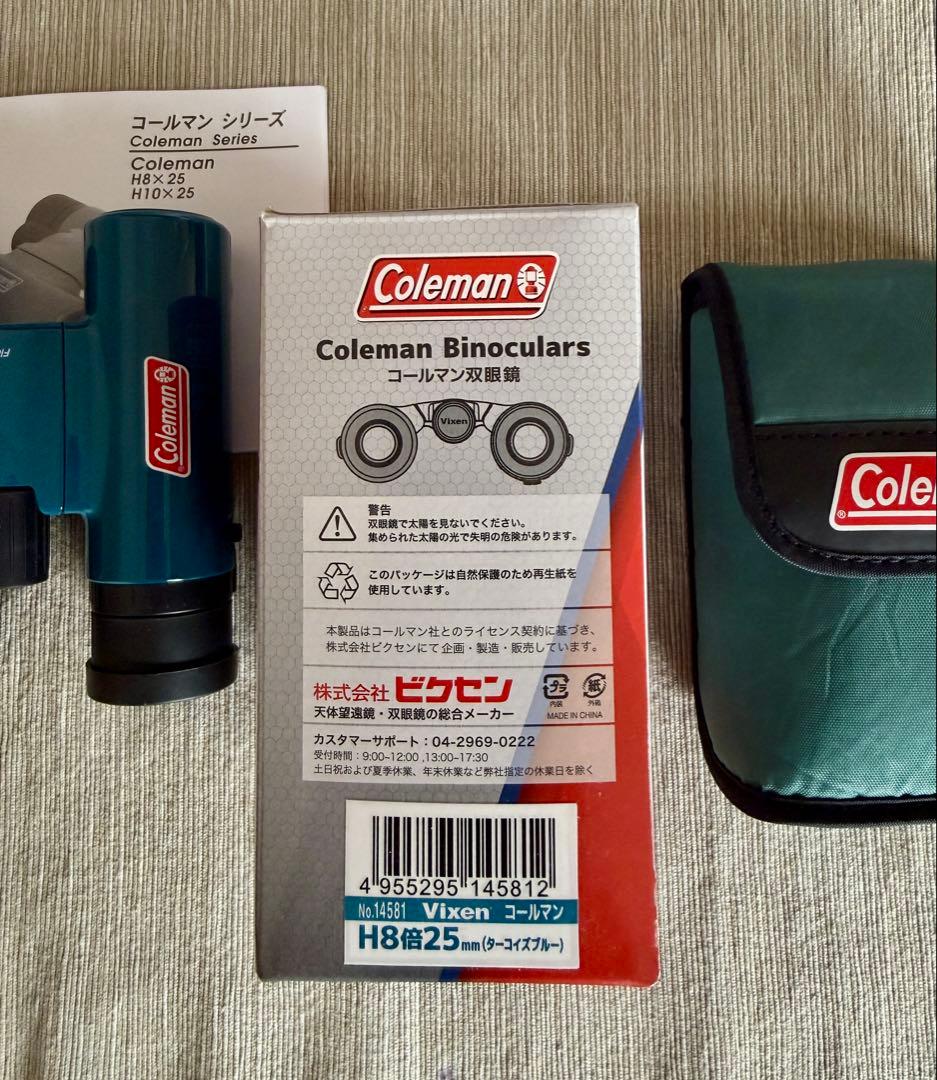 コールマン シリーズ
Coleman Series
Coleman
H8×25
H10×25
Coleman
Coleman
Coleman Binoculars
コールマン双眼鏡
Vixen
警告
双眼鏡で太陽を見ないでください。
集められた太陽の光で失明の危険があります。
このパッケージは自然保護のため再生紙を
使用しています。
本製品はコールマン社とのライセンス契約に基づき、
株式会社ビクセンにて企画・製造・販売しています。
株式会社 ビクセン
天体望遠鏡・双眼鏡の総合メーカー
プラ
内装
紙
外箱
MADE IN CHINA
カスタマーサポート：04-2969-0222
受付時間：9:00~12:00 ,13:00~17:30
土日祝および夏季休業、年末休業など弊社指定の休業日を除く
4 955295 145812
No.14581 Vixen コールマン
H8倍25mm(ターコイズブルー)
Cole